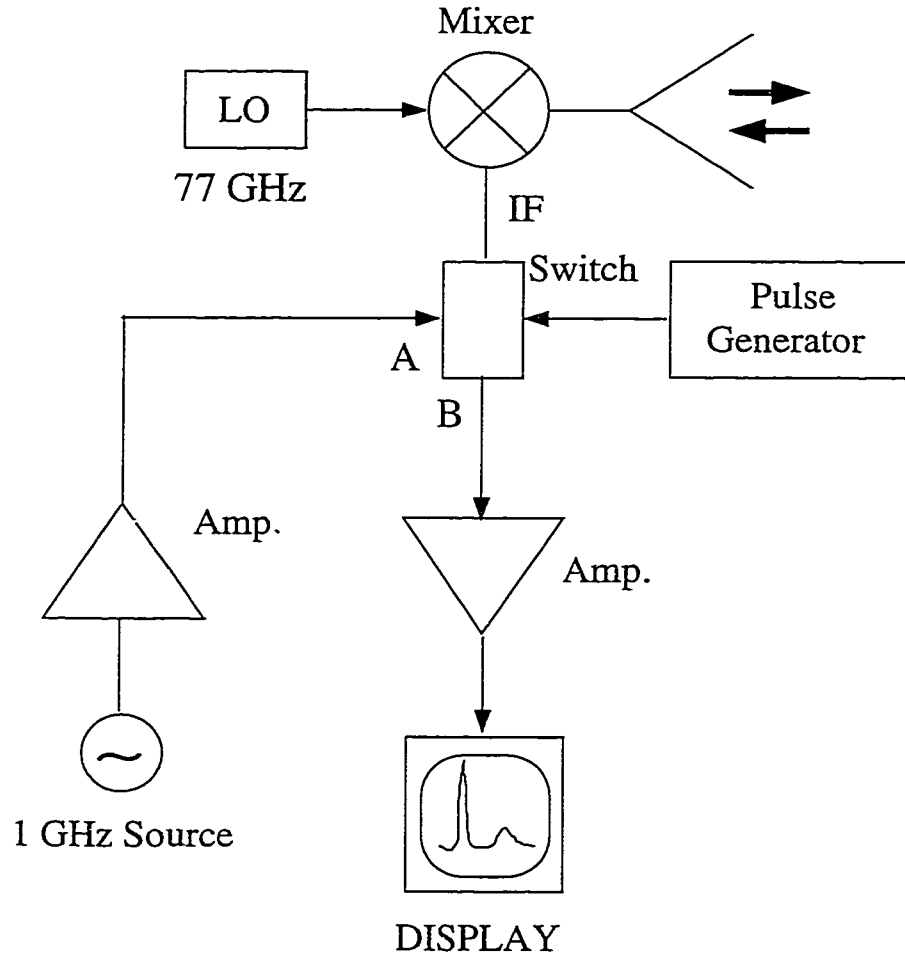 Mixer
LO
77 GHz
IF
Switch
Pulse
Generator
A
B
Amp.
Amp.
1 GHz Source
DISPLAY